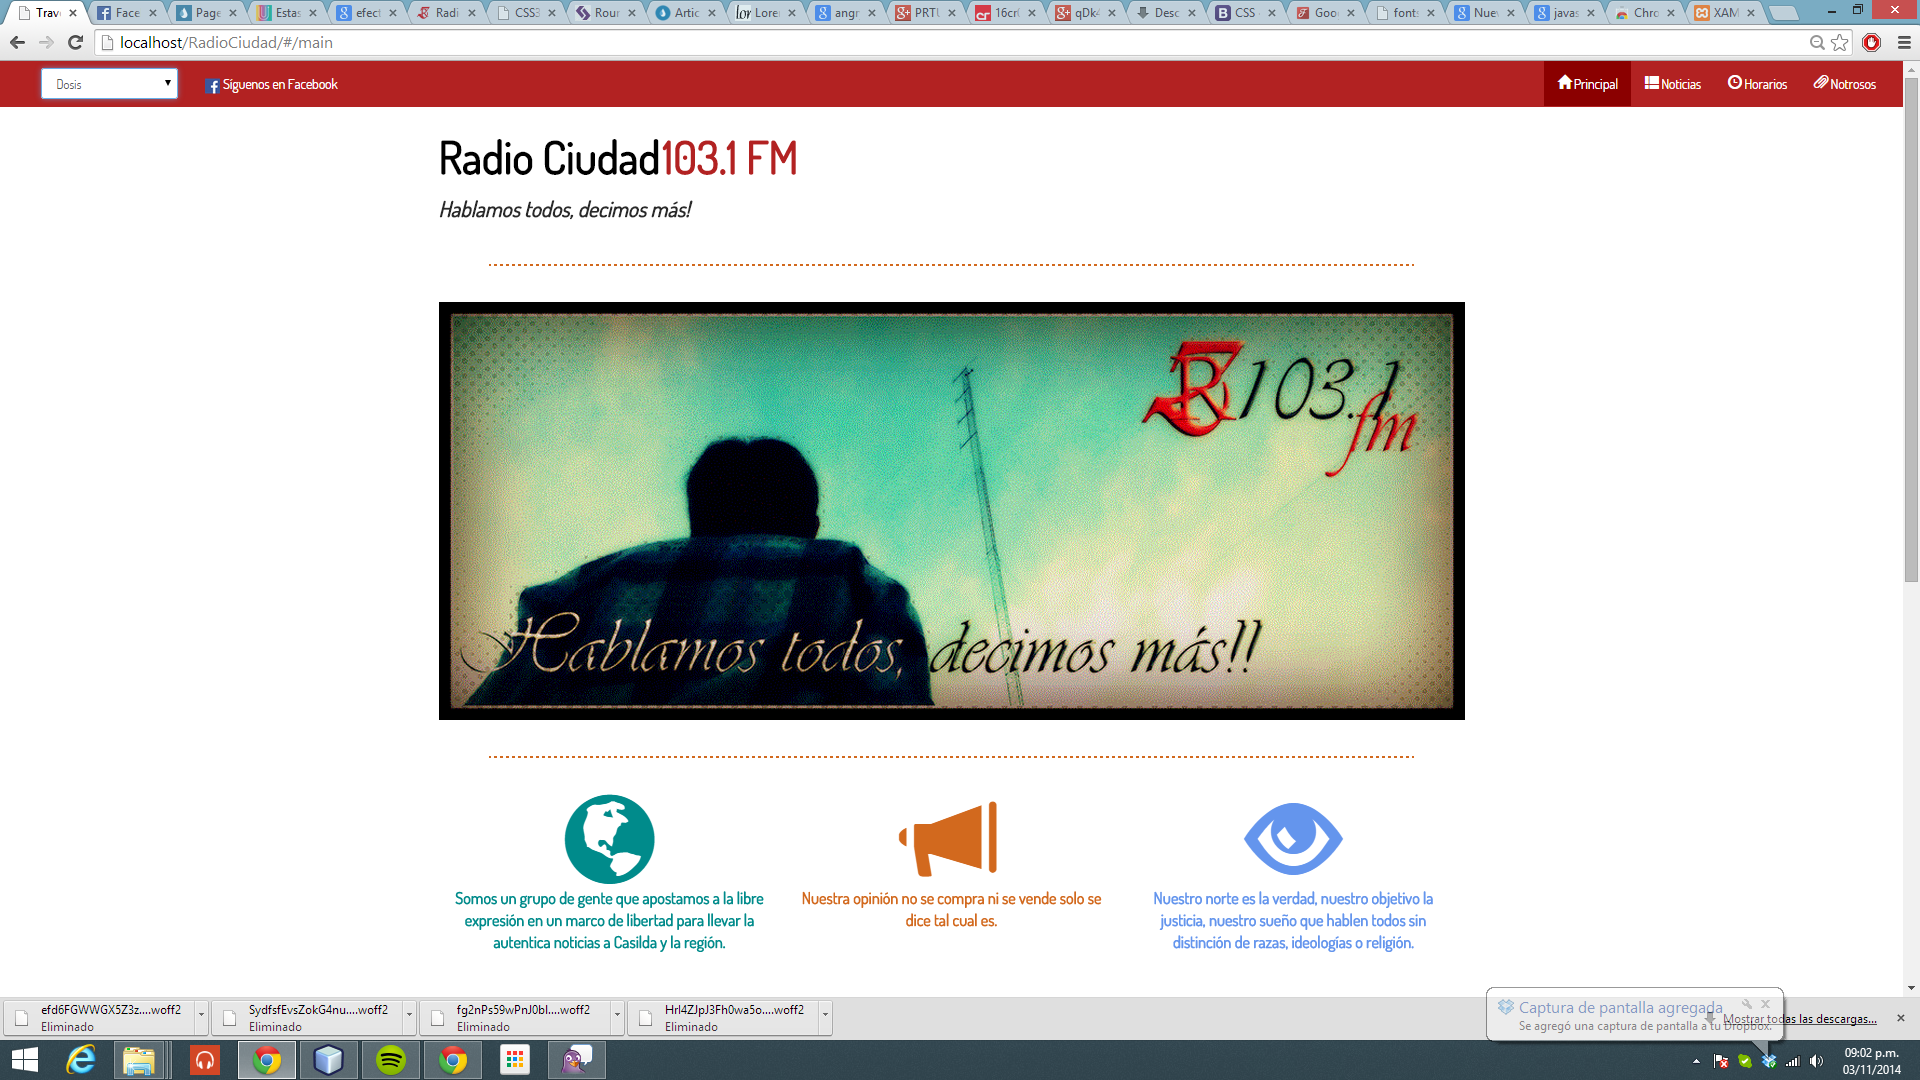 Trav
Face
Page
Estas
efect
Radi
CSS3
Rour
Artic
Lore
angr
PRTU
16crl
qDk4
Desc
CSS
Goo
font
Nue
javas
Chro
XAM
localhost/RadioCiudad/#/main
Dosis
Síguenos en Facebook
Principal
Noticias
Horarios
Notrosos
Radio Ciudad103.1 FM
Hablamos todos, decimos más!
103.1
fm
Hablamos todos, decimos más!!
Somos un grupo de gente que apostamos a la libre
expresión en un marco de libertad para llevar la
autentica noticias a Casilda y la región.
Nuestra opinión no se compra ni se vende solo se
dice tal cual es.
Nuestro norte es la verdad, nuestro objetivo la
justicia, nuestro sueño que hablen todos sin
distinción de razas, ideologías o religión.
efd6FGWWGX5Z3z....woff2
Eliminado
SydfsfEvsZokG4nu....woff2
Eliminado
fg2nPs59wPnJ0bl....woff2
Eliminado
Hrl4ZJpJ3Fh0wa5o....woff2
Eliminado
Captura de pantalla agregada
Se agregó una captura de pantalla a tu Dropbox.
Mostrar todas las descargas...
09:02 p.m.
03/11/2014